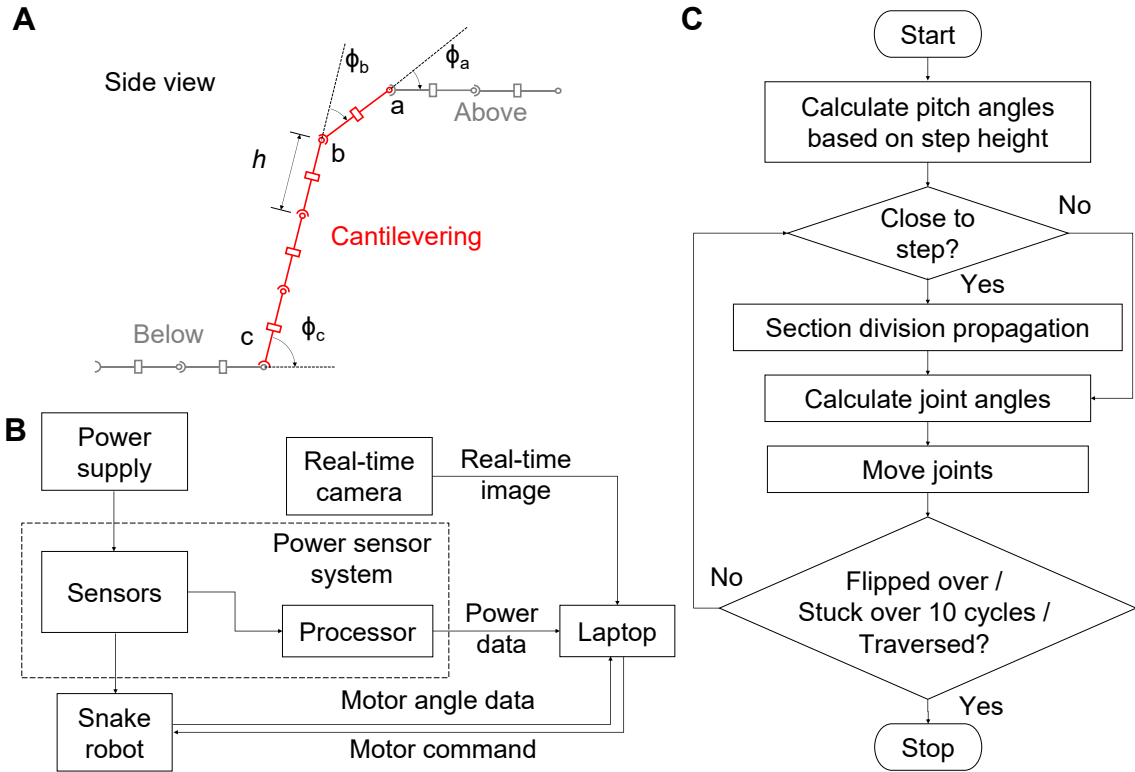 A
Side view
ϕb
ϕa
a
Above
b
h
Cantilevering
Below
c
ϕc
B
Power
supply
Real-time
camera
Real-time
image
Power sensor
system
Sensors
Processor
Power
data
Laptop
Snake
robot
Motor angle data
Motor command
C
Start
Calculate pitch angles
based on step height
Close to
step?
No
Yes
Section division propagation
Calculate joint angles
Move joints
No
Flipped over /
Stuck over 10 cycles /
Traversed?
Yes
Stop